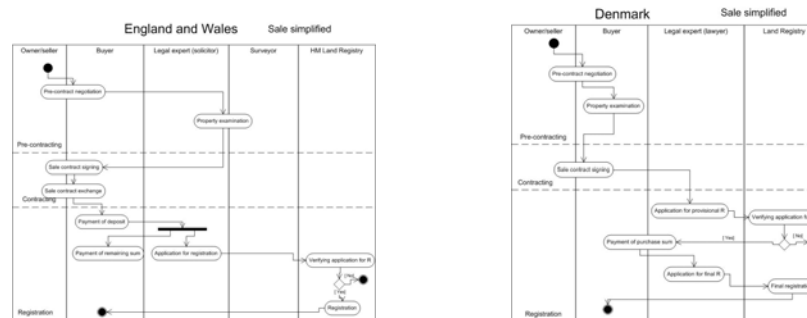 England and Wales Sale simplified
Owner/seller Buyer Legal expert (solicitor) Surveyor HM Land Registry
Pre-contract negotiation
Property examination
Pre-contracting
Sale contract signing
Sale contract exchange
Contracting
Payment of deposit
Payment of remaining sum Application for registration Verifying application for R
[Yes]
[Yes]
Registration
Registration
Denmark Sale simplified
Owner/seller Buyer Legal expert (lawyer) Land Registry
Pre-contract negotiation
Property examination
Pre-contracting
Sale contract signing
Contracting
Application for provisional R Verifying application
Payment of purchase sum [Yes] [No]
Application for final R
Final registration
Registration